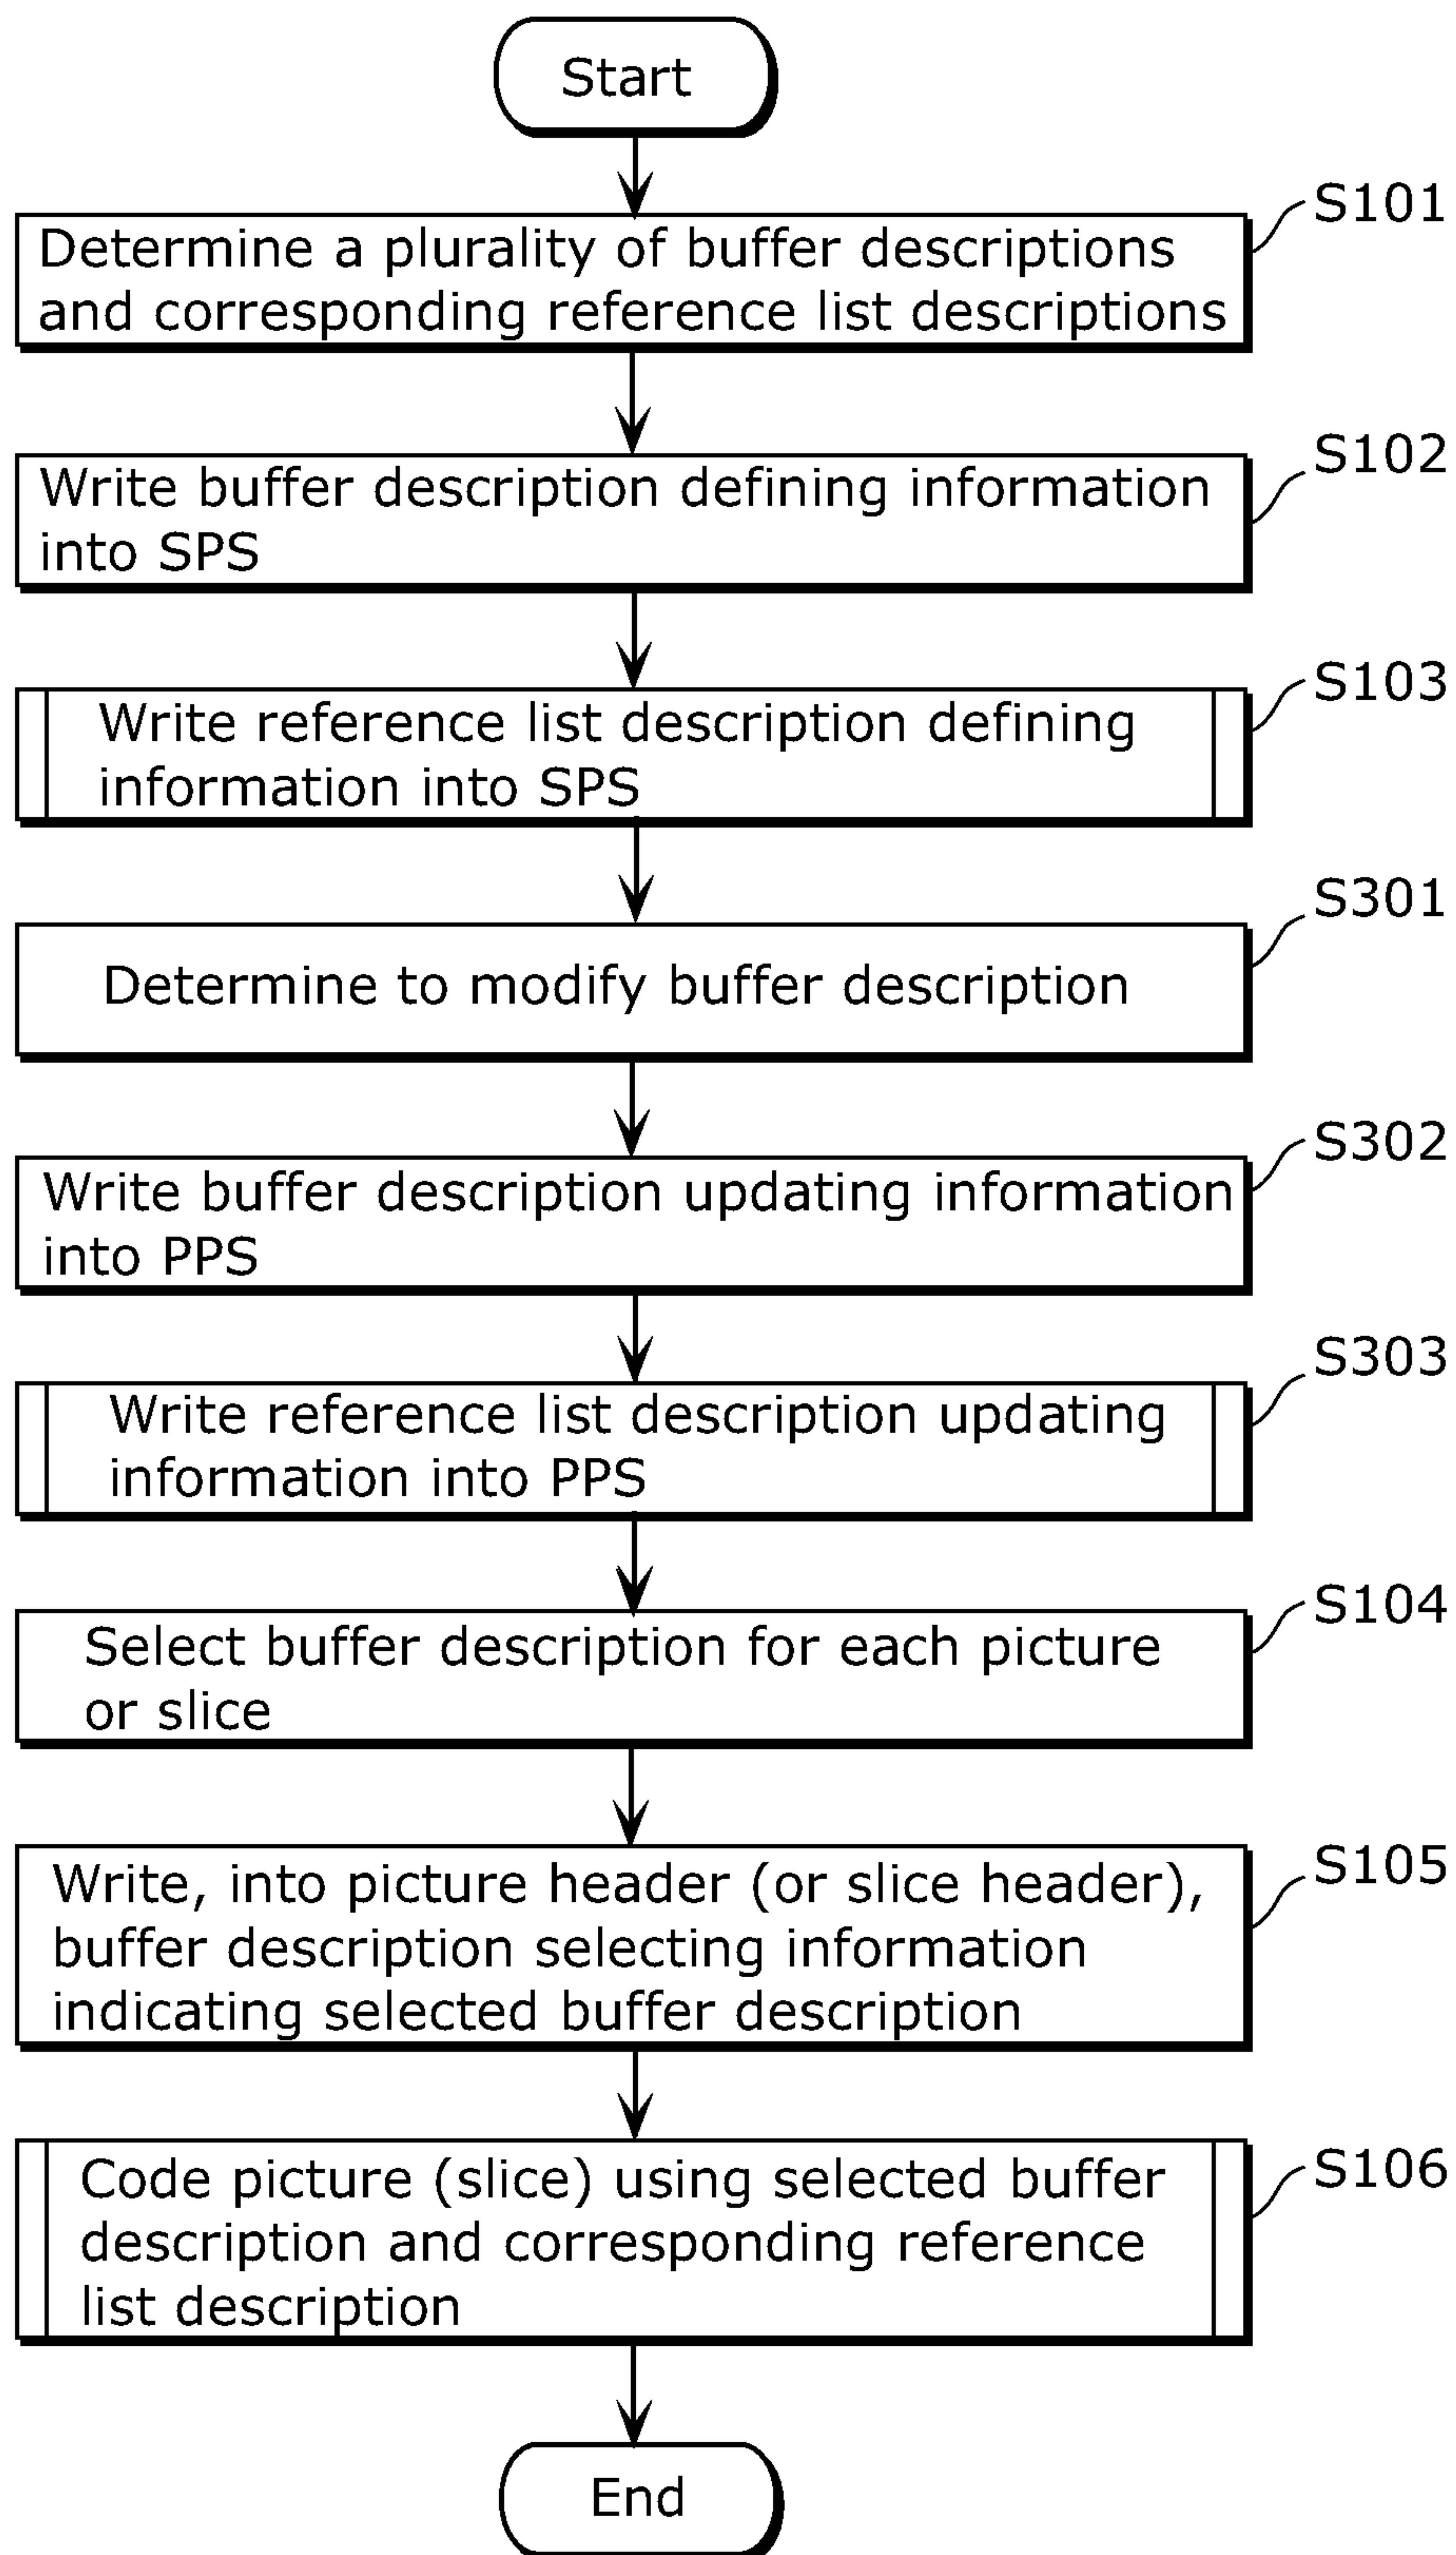 Start
S101
Determine a plurality of buffer descriptions
and corresponding reference list descriptions
S102
Write buffer description defining information
into SPS
S103
Write reference list description defining
information into SPS
S301
Determine to modify buffer description
S302
Write buffer description updating information
into PPS
S303
Write reference list description updating
information into PPS
S104
Select buffer description for each picture
or slice
S105
Write, into picture header (or slice header),
buffer description selecting information
indicating selected buffer description
S106
Code picture (slice) using selected buffer
description and corresponding reference
list description
End